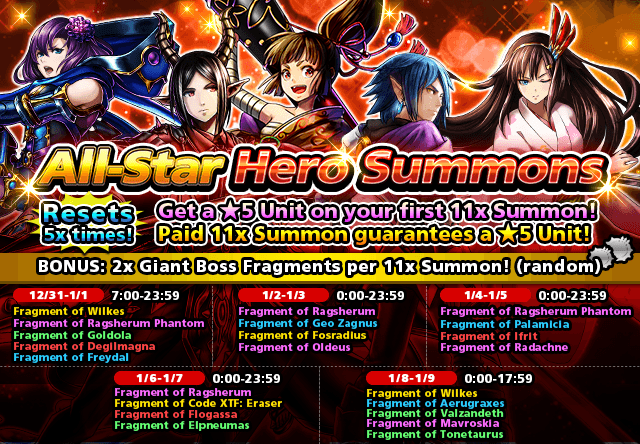 All-Star Hero Summons
Resets
5x times!
Get a ★5 Unit on your first 11x Summon!
Paid 11x Summon guarantees a ★5 Unit!
BONUS: 2x Giant Boss Fragments per 11x Summon! (random)
12/31-1/1 7:00-23:59
Fragment of Wilkes
Fragment of Ragsherum Phantom
Fragment of Goldola
Fragment of Degilmagna
Fragment of Freydal
1/2-1/3 0:00-23:59
Fragment of Ragsherum
Fragment of Geo Zagnus
Fragment of Fosradius
Fragment of Oldeus
1/4-1/5 0:00-23:59
Fragment of Ragsherum Phantom
Fragment of Palamicia
Fragment of Ifrit
Fragment of Radachne
1/6-1/7 0:00-23:59
Fragment of Ragsherum
Fragment of Code XTF: Eraser
Fragment of Flogassa
Fragment of Elpneumas
1/8-1/9 0:00-17:59
Fragment of Wilkes
Fragment of Aerugraxes
Fragment of Valzandeth
Fragment of Mavroskia
Fragment of Tonetaurus